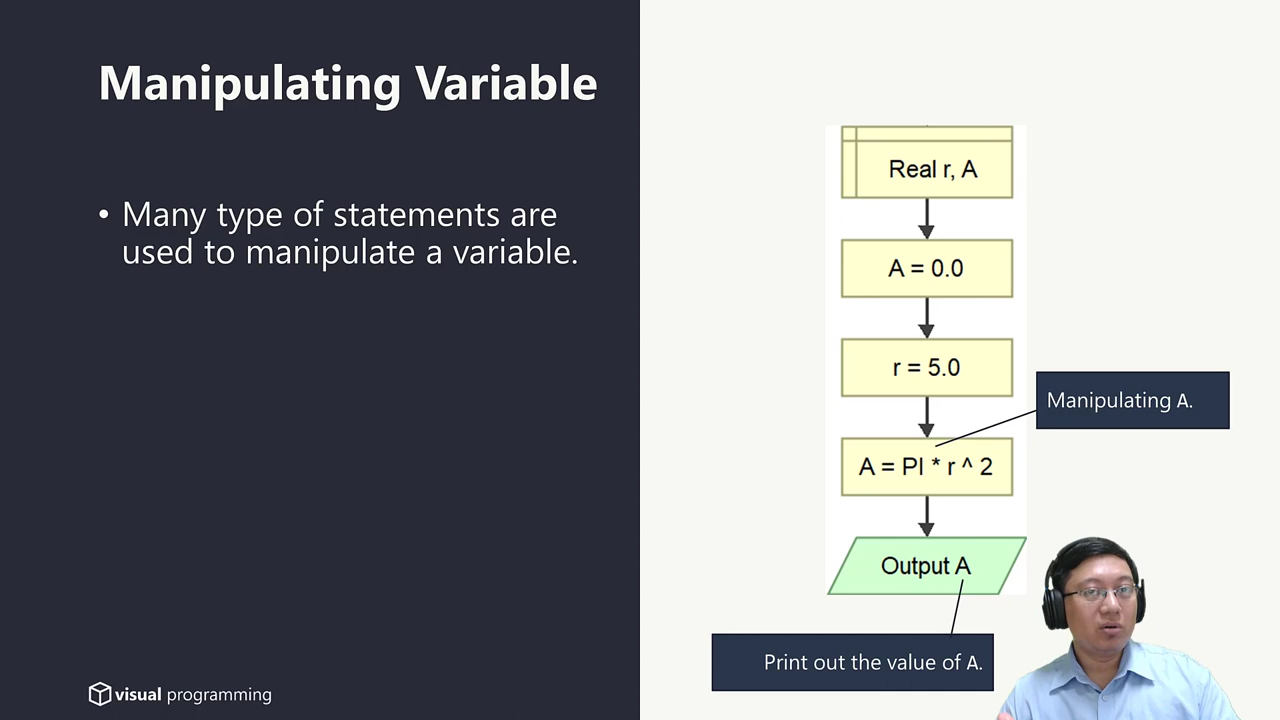 Manipulating Variable
• Many type of statements are
used to manipulate a variable.
Real r, A
A = 0.0
r = 5.0
Manipulating A.
A = PI * r ^ 2
Output A
Print out the value of A.
visual programming